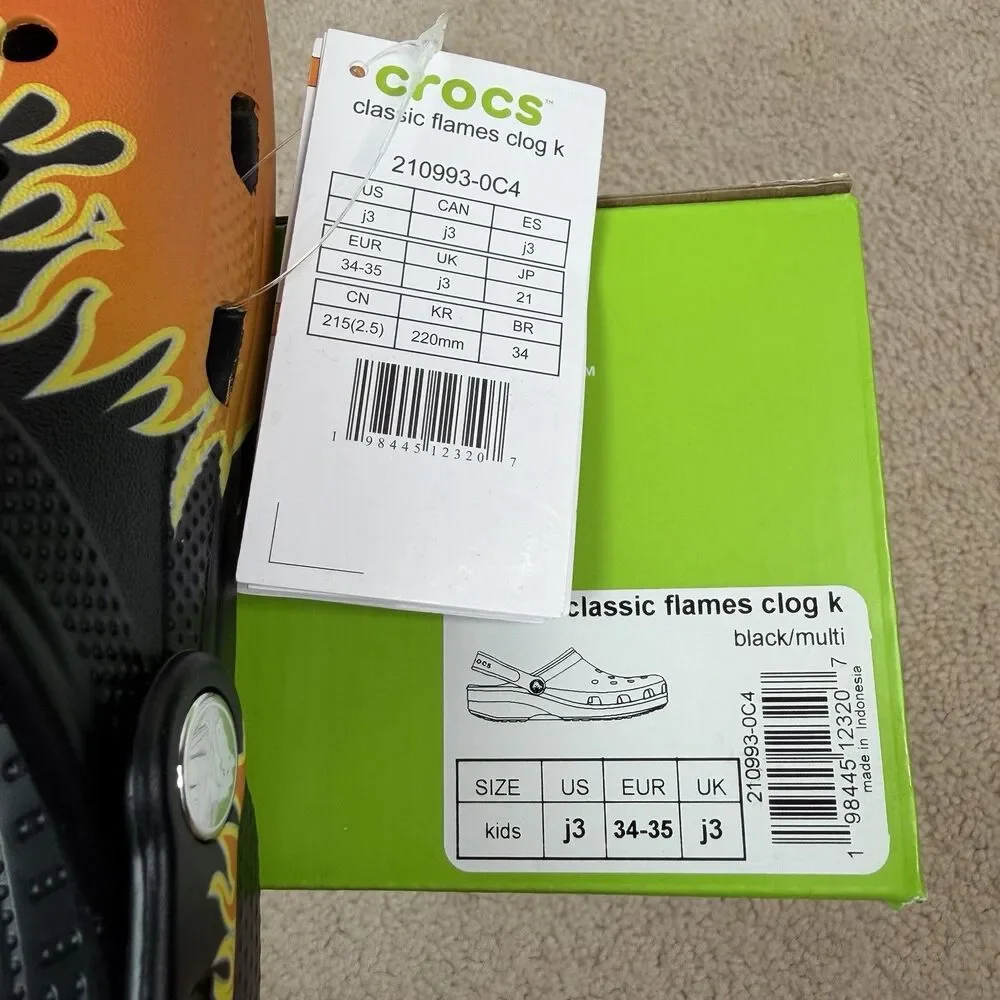 crocs™
classic flames clog k
210993-0C4
US CAN ES
j3 j3 j3
EUR UK JP
34-35 j3 21
CN KR BR
215(2.5) 220mm 34
1 98445 12320 7
M
classic flames clog k
black/multi
ocs
SIZE US EUR UK
kids j3 34-35 j3
210993-0C4
1 98445 12320 7
made in Indonesia